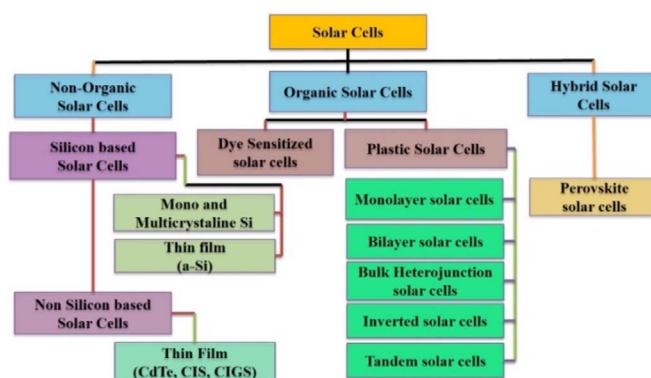 Solar Cells
Non-Organic
Solar Cells
Organic Solar Cells
Hybrid Solar
Cells
Silicon based
Solar Cells
Dye Sensitized
solar cells
Plastic Solar Cells
Perovskite
solar cells
Mono and
Multicrystaline Si
Thin film
(a-Si)
Monolayer solar cells
Bilayer solar cells
Bulk Heterojunction
solar cells
Non Silicon based
Solar Cells
Inverted solar cells
Thin Film
(CdTe, CIS, CIGS)
Tandem solar cells